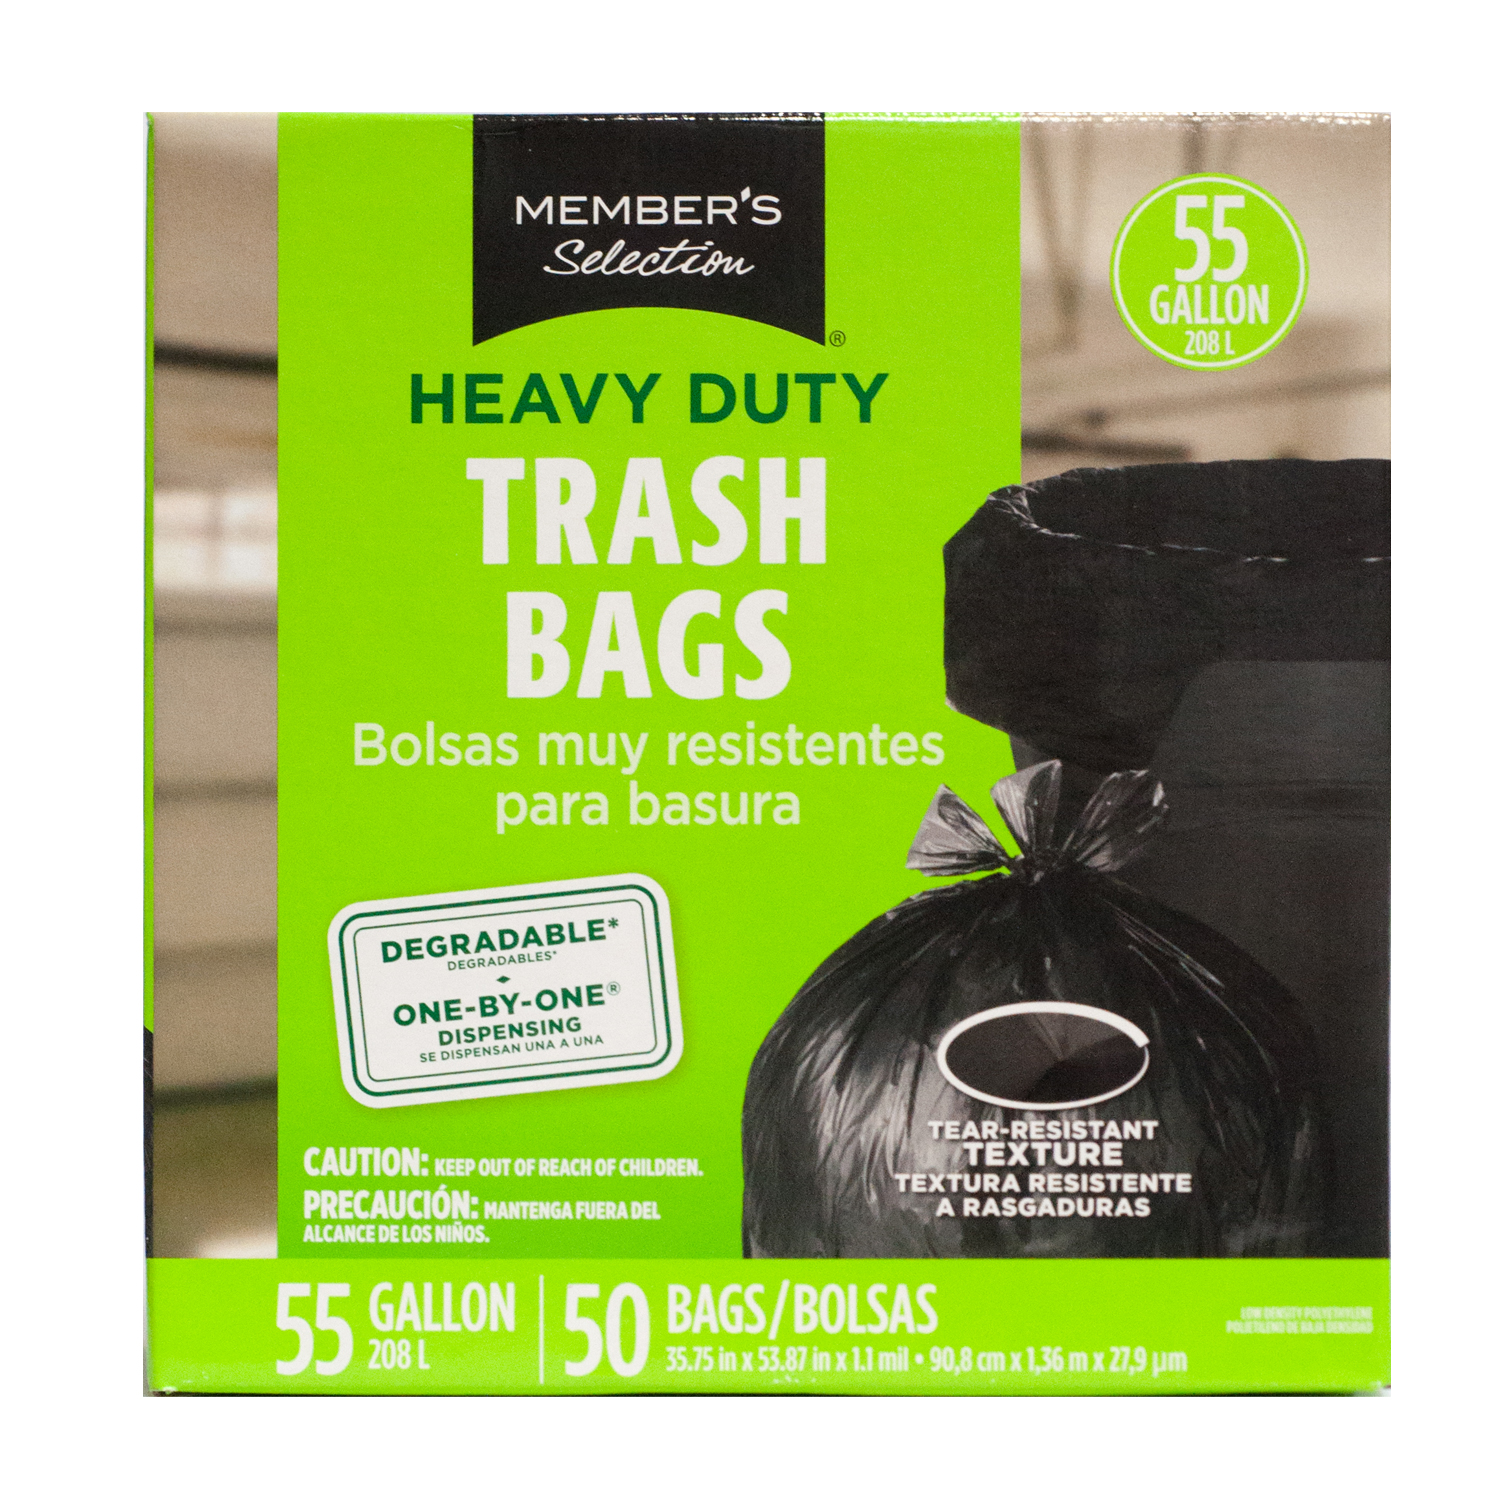 MEMBER'S
Selection
®
55
GALLON
208 L
HEAVY DUTY
TRASH
BAGS
Bolsas muy resistentes
para basura
DEGRADABLE*
DEGRADABLES*
ONE-BY-ONE®
DISPENSING
SE DISPENSAN UNA A UNA
TEAR-RESISTANT
TEXTURE
TEXTURA RESISTENTE
A RASGADURAS
CAUTION: KEEP OUT OF REACH OF CHILDREN.
PRECAUCIÓN: MANTENGA FUERA DEL
ALCANCE DE LOS NIÑOS.
55 GALLON
208 L
50 BAGS/BOLSAS
35.75 in x 53.87 in x 1.1 mil • 90,8 cm x 1,36 m x 27,9 µm
LOW DENSITY POLYETHYLENE
POLIETILENO DE BAJA DENSIDAD